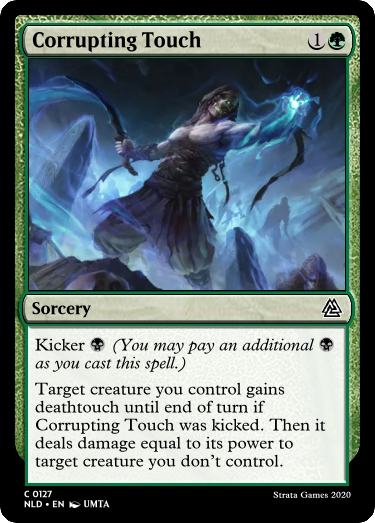 Corrupting Touch 1
Sorcery
Kicker (You may pay an additional
as you cast this spell.)
Target creature you control gains
deathtouch until end of turn if
Corrupting Touch was kicked. Then it
deals damage equal to its power to
target creature you don't control.
C 0127
NLD • EN UMTA
Strata Games 2020